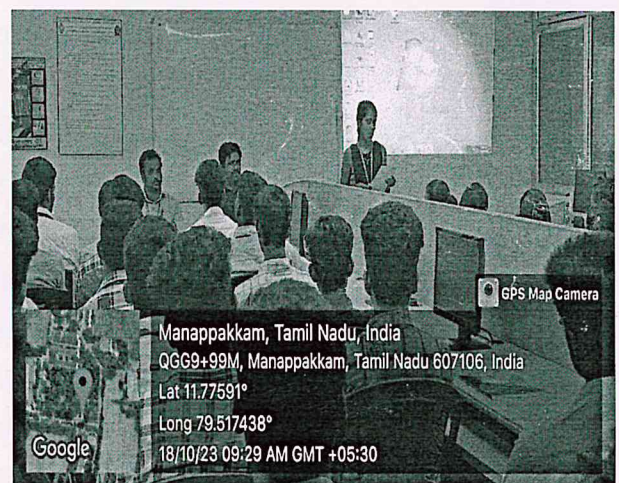 GPS Map Camera
Manappakkam, Tamil Nadu, India
QGG9+99M, Manappakkam, Tamil Nadu 607106, India
Lat 11.77591°
Long 79.517438°
Google
18/10/23 09:29 AM GMT +05:30